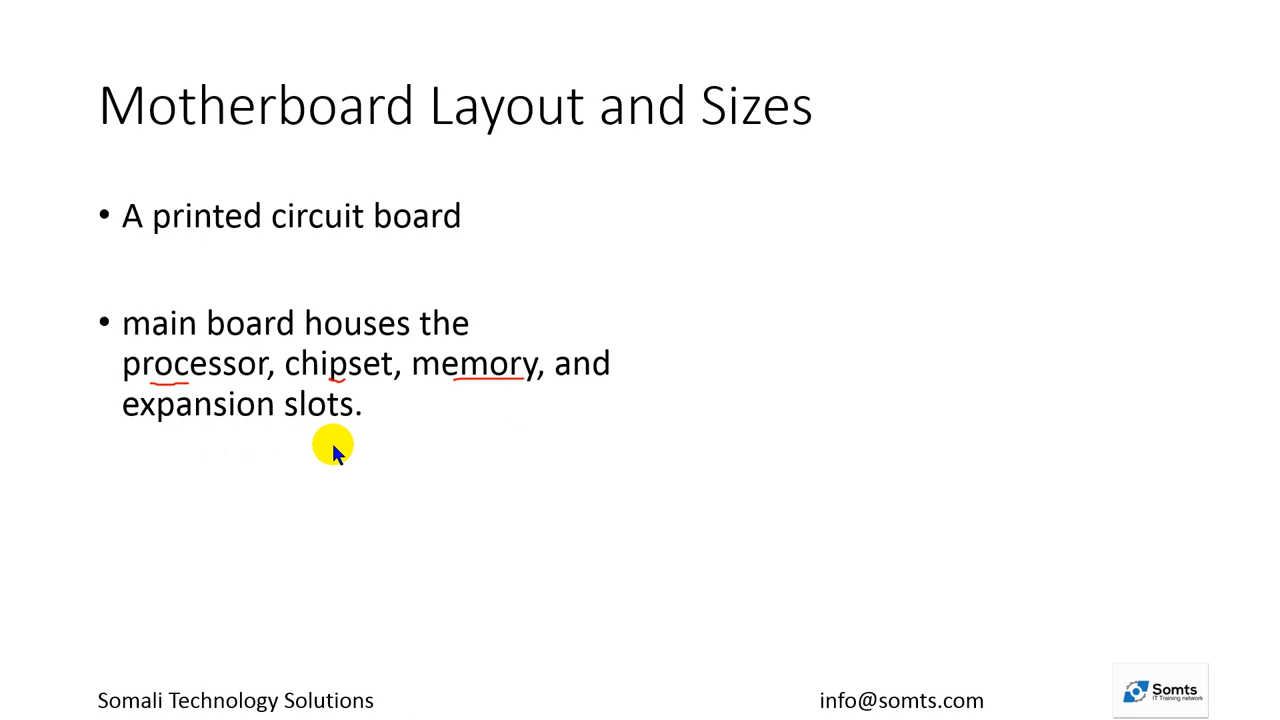 Motherboard Layout and Sizes
• A printed circuit board
• main board houses the
processor, chipset, memory, and
expansion slots.
Somali Technology Solutions
info@somts.com
Somts
IT Training network